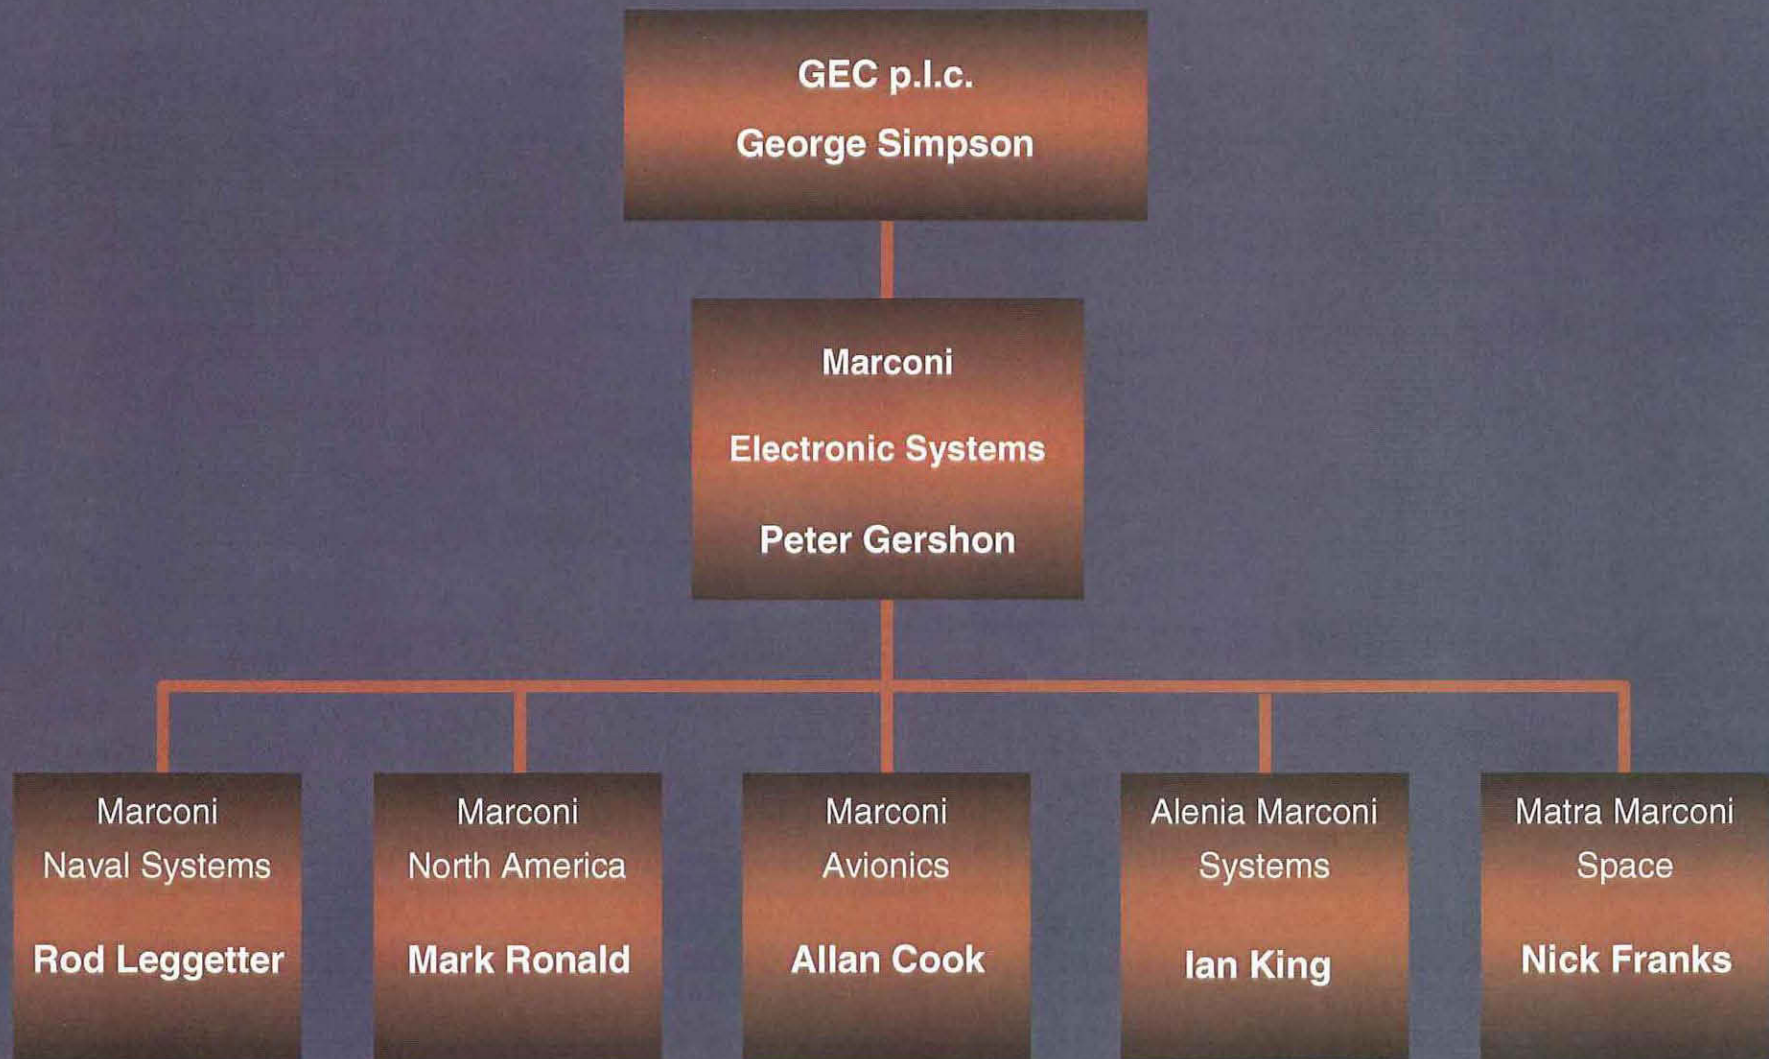 GEC p.l.c.
George Simpson
Marconi
Electronic Systems
Peter Gershon
Marconi
Naval Systems
Rod Leggetter
Marconi
North America
Mark Ronald
Marconi
Avionics
Allan Cook
Alenia Marconi
Systems
Ian King
Matra Marconi
Space
Nick Franks